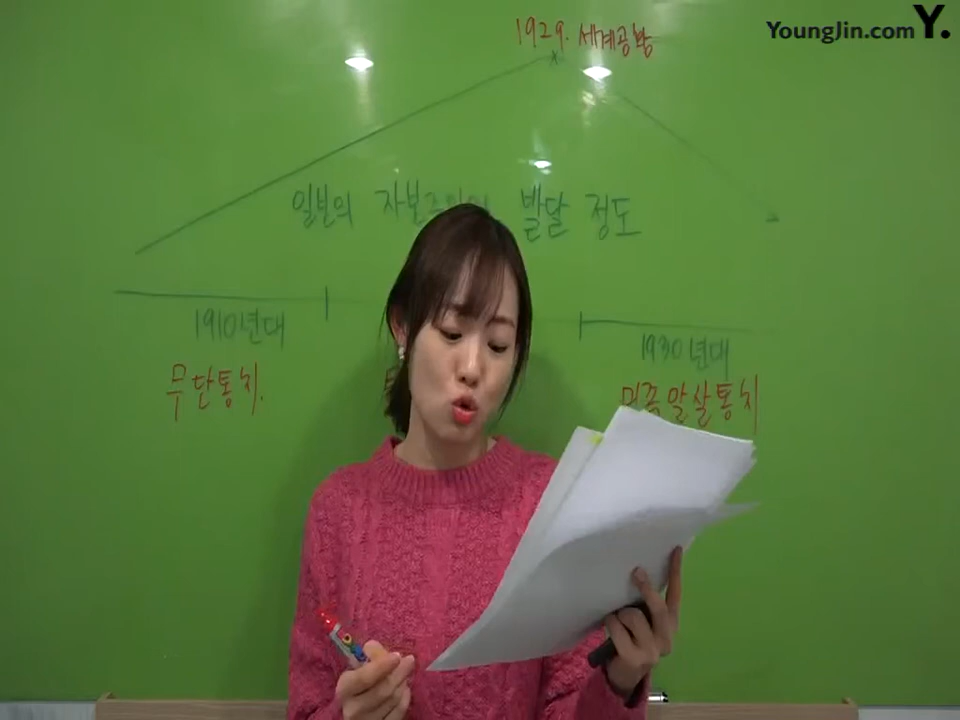 YoungJin.com Y.
1929. 세계공황
일본의 자본주의의 발달 정도
1910년대
1930년대
무단통치.
민족말살통치